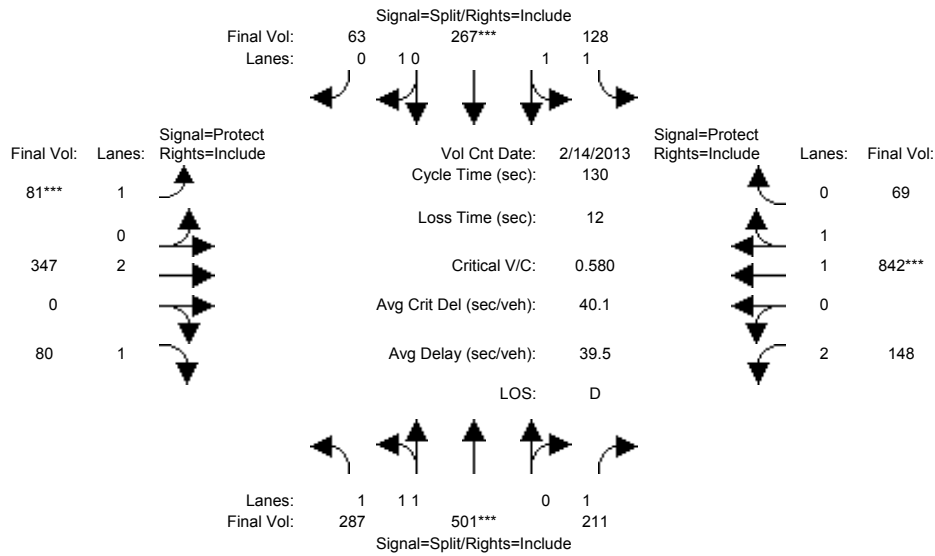 Signal=Split/Rights=Include
Final Vol: 63 267*** 128
Lanes: 0 1 0 1 1
Signal=Protect
Final Vol: Lanes: Rights=Include
Vol Cnt Date: 2/14/2013
Signal=Protect
Rights=Include Lanes: Final Vol:
Cycle Time (sec): 130
81*** 1
0 69
Loss Time (sec): 12
0
1
347 2
Critical V/C: 0.580
1 842***
0
Avg Crit Del (sec/veh): 40.1
0
80 1
Avg Delay (sec/veh): 39.5
2 148
LOS: D
Lanes: 1 1 1 0 1
Final Vol: 287 501*** 211
Signal=Split/Rights=Include